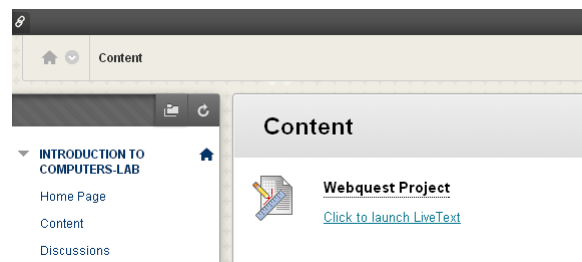 Content
Content
INTRODUCTION TO
COMPUTERS-LAB
Home Page
Content
Discussions
Webquest Project
Click to launch LiveText